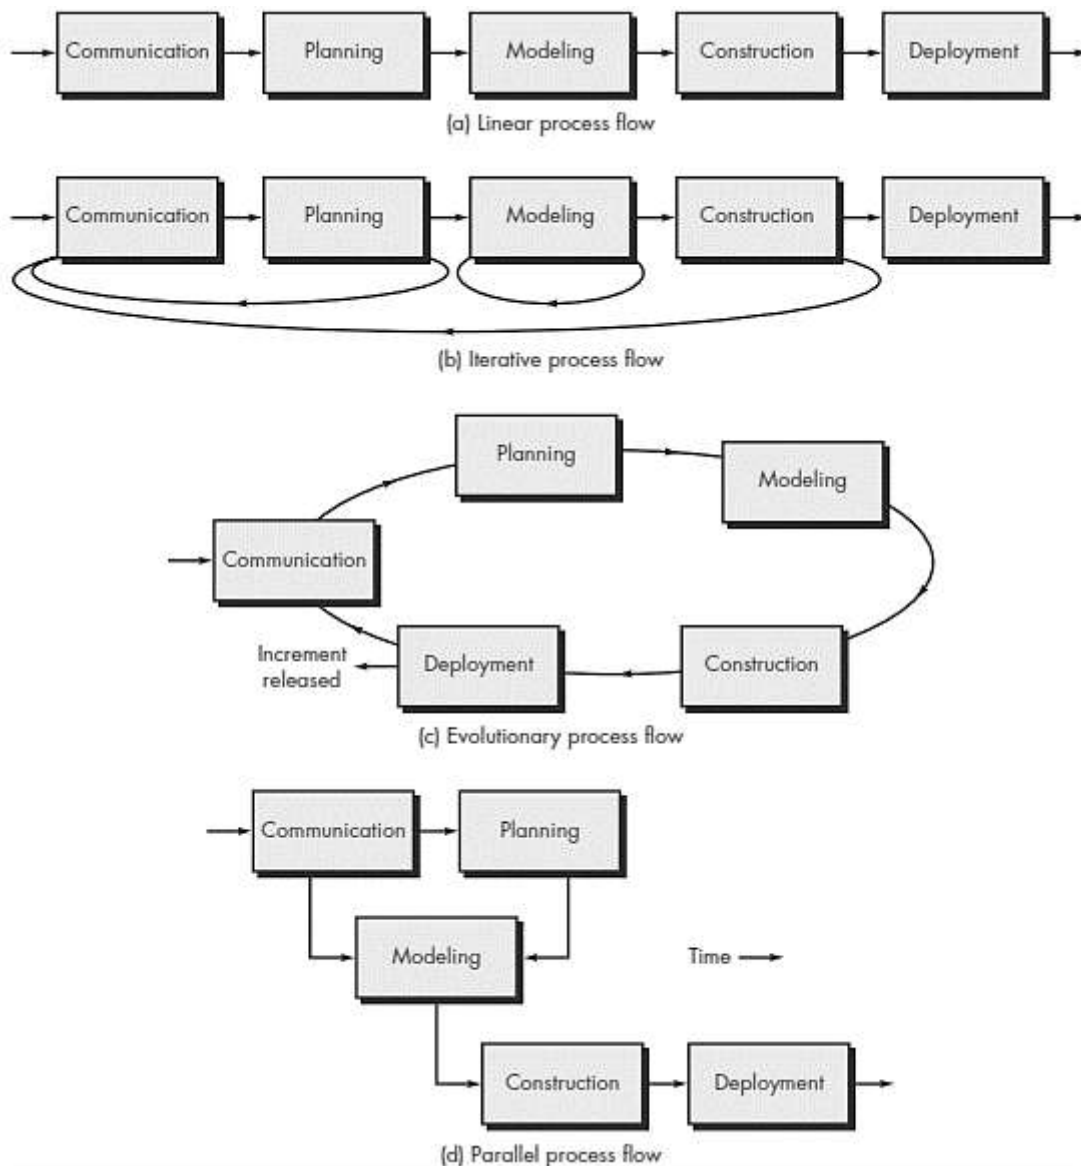 Communication
Planning
Modeling
Construction
Deployment
(a) Linear process flow
Communication
Planning
Modeling
Construction
Deployment
(b) Iterative process flow
Planning
Modeling
Communication
Increment
released
Deployment
Construction
(c) Evolutionary process flow
Communication
Planning
Modeling
Time
Construction
Deployment
(d) Parallel process flow